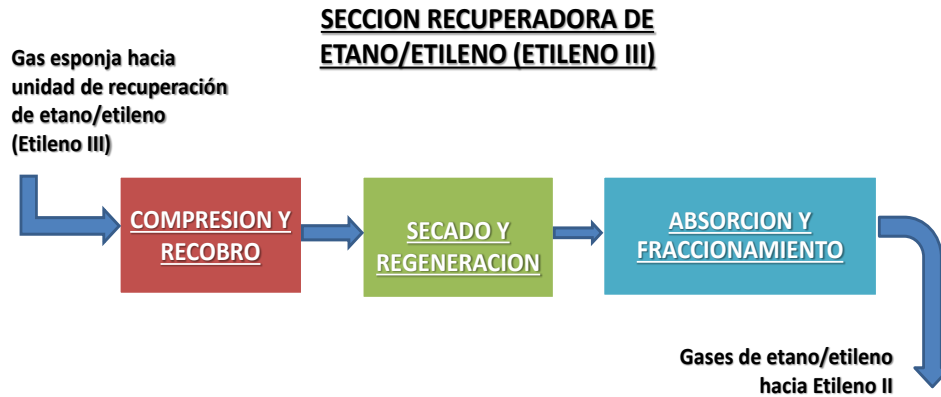 SECCION RECUPERADORA DE
ETANO/ETILENO (ETILENO III)
Gas esponja hacia
unidad de recuperación
de etano/etileno
(Etileno III)
COMPRESION Y
RECOBRO
SECADO Y
REGENERACION
ABSORCION Y
FRACCIONAMIENTO
Gases de etano/etileno
hacia Etileno II